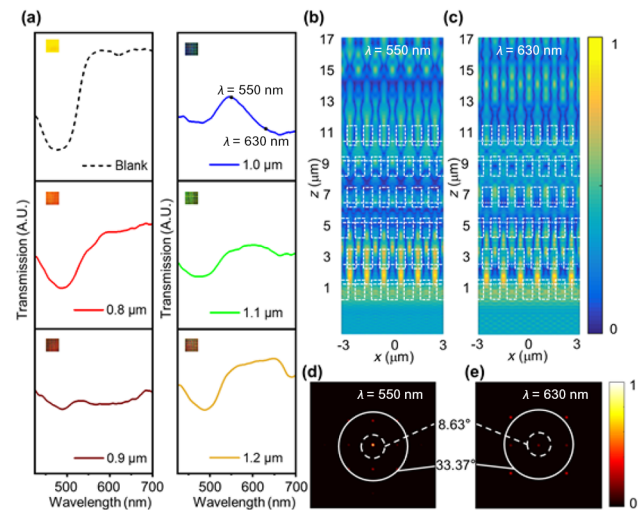 (a)
Transmission (A.U.)
Blank
0.8 μm
0.9 μm
500 600 700
Wavelength (nm)
Transmission (A.U.)
λ = 550 nm
λ = 630 nm
1.0 μm
1.1 μm
1.2 μm
500 600 700
Wavelength (nm)
(b)
λ = 550 nm
z (μm)
17
15
13
11
9
7
5
3
1
-3 0 3
x (μm)
(c)
λ = 630 nm
z (μm)
17
15
13
11
9
7
5
3
1
-3 0 3
x (μm)
1
0
(d)
λ = 550 nm
8.63°
33.37°
(e)
λ = 630 nm
1
0